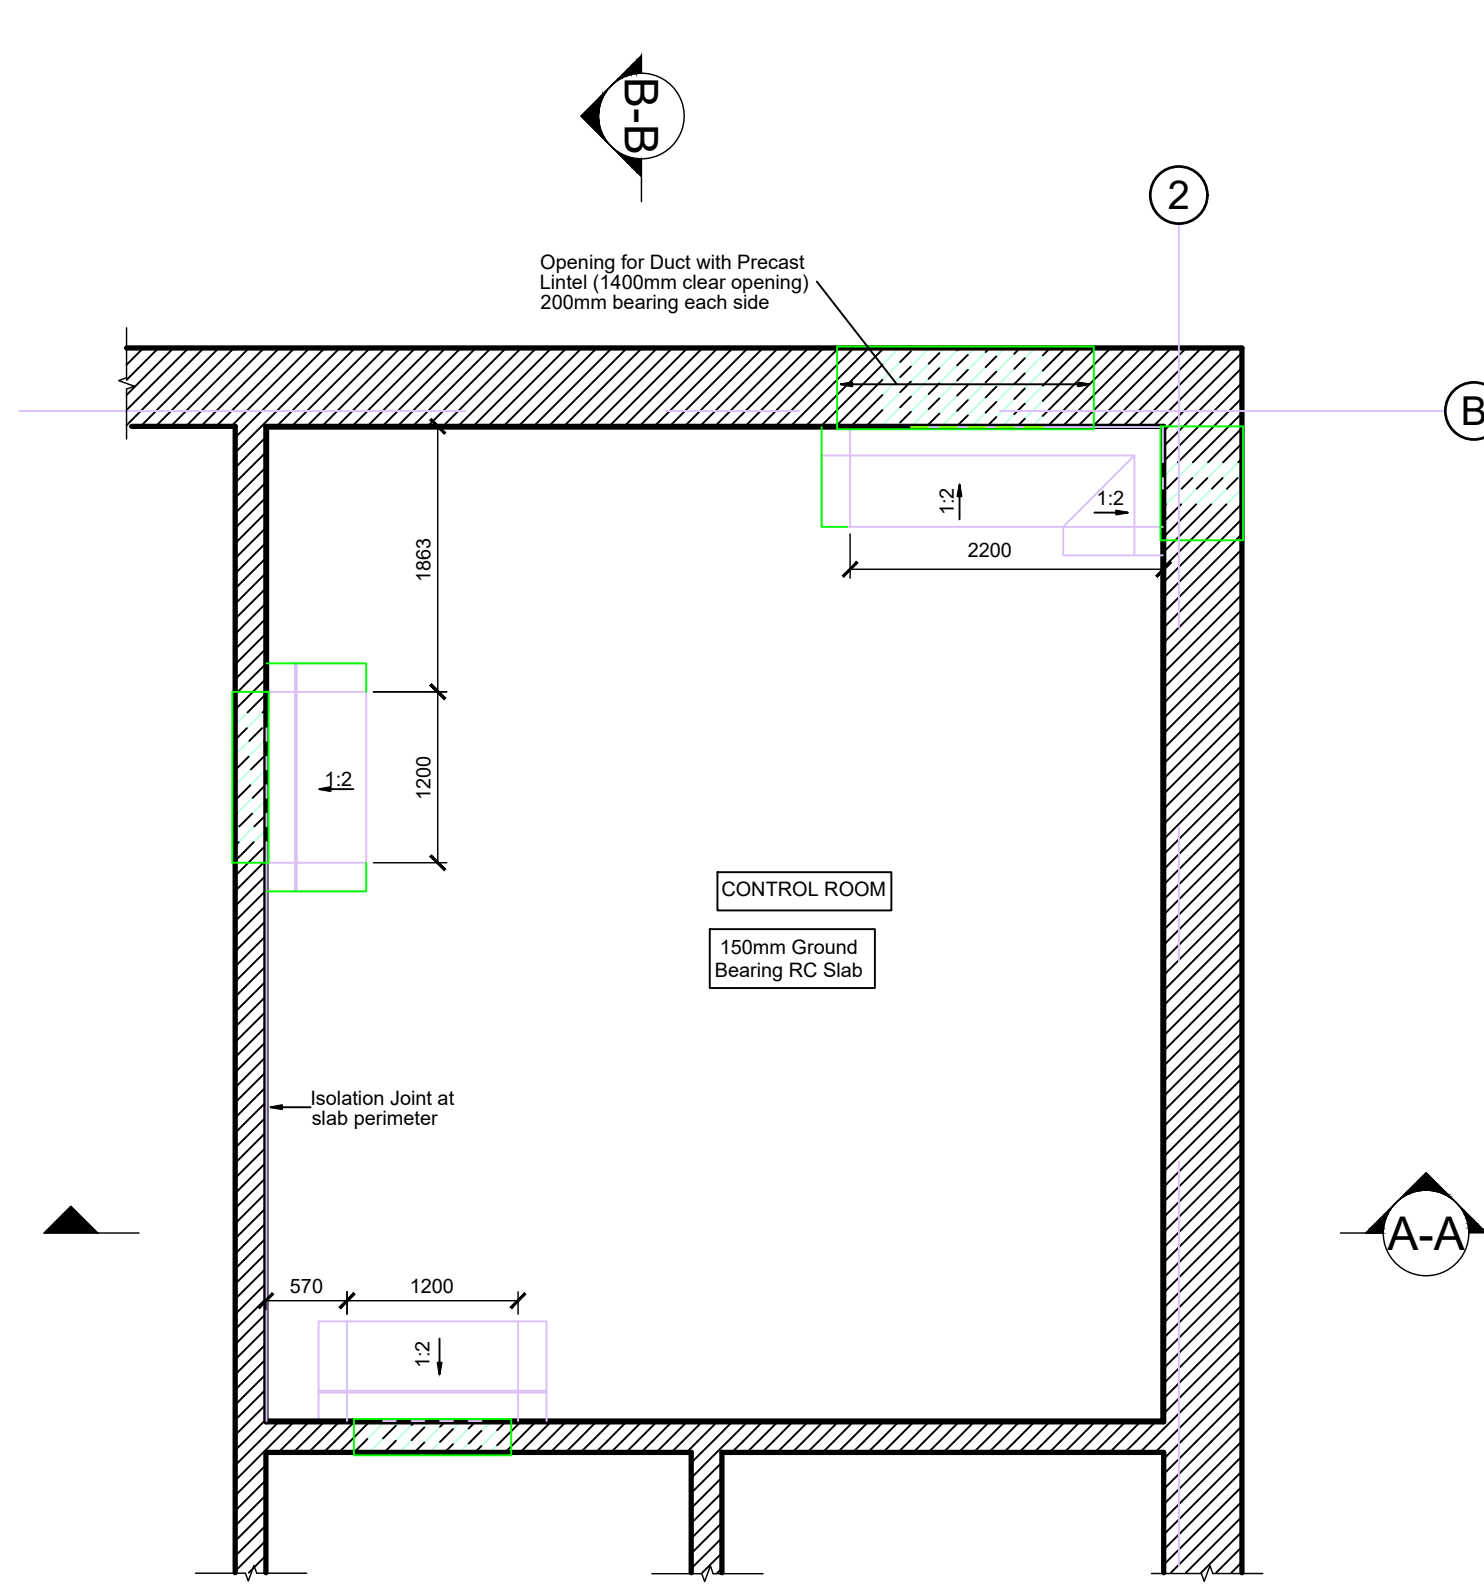 B-B
2
Opening for Duct with Precast
Lintel (1400mm clear opening)
200mm bearing each side
B
1:2
1:2
2200
1863
1:2
1200
CONTROL ROOM
150mm Ground
Bearing RC Slab
Isolation Joint at
slab perimeter
A-A
570
1200
1:2